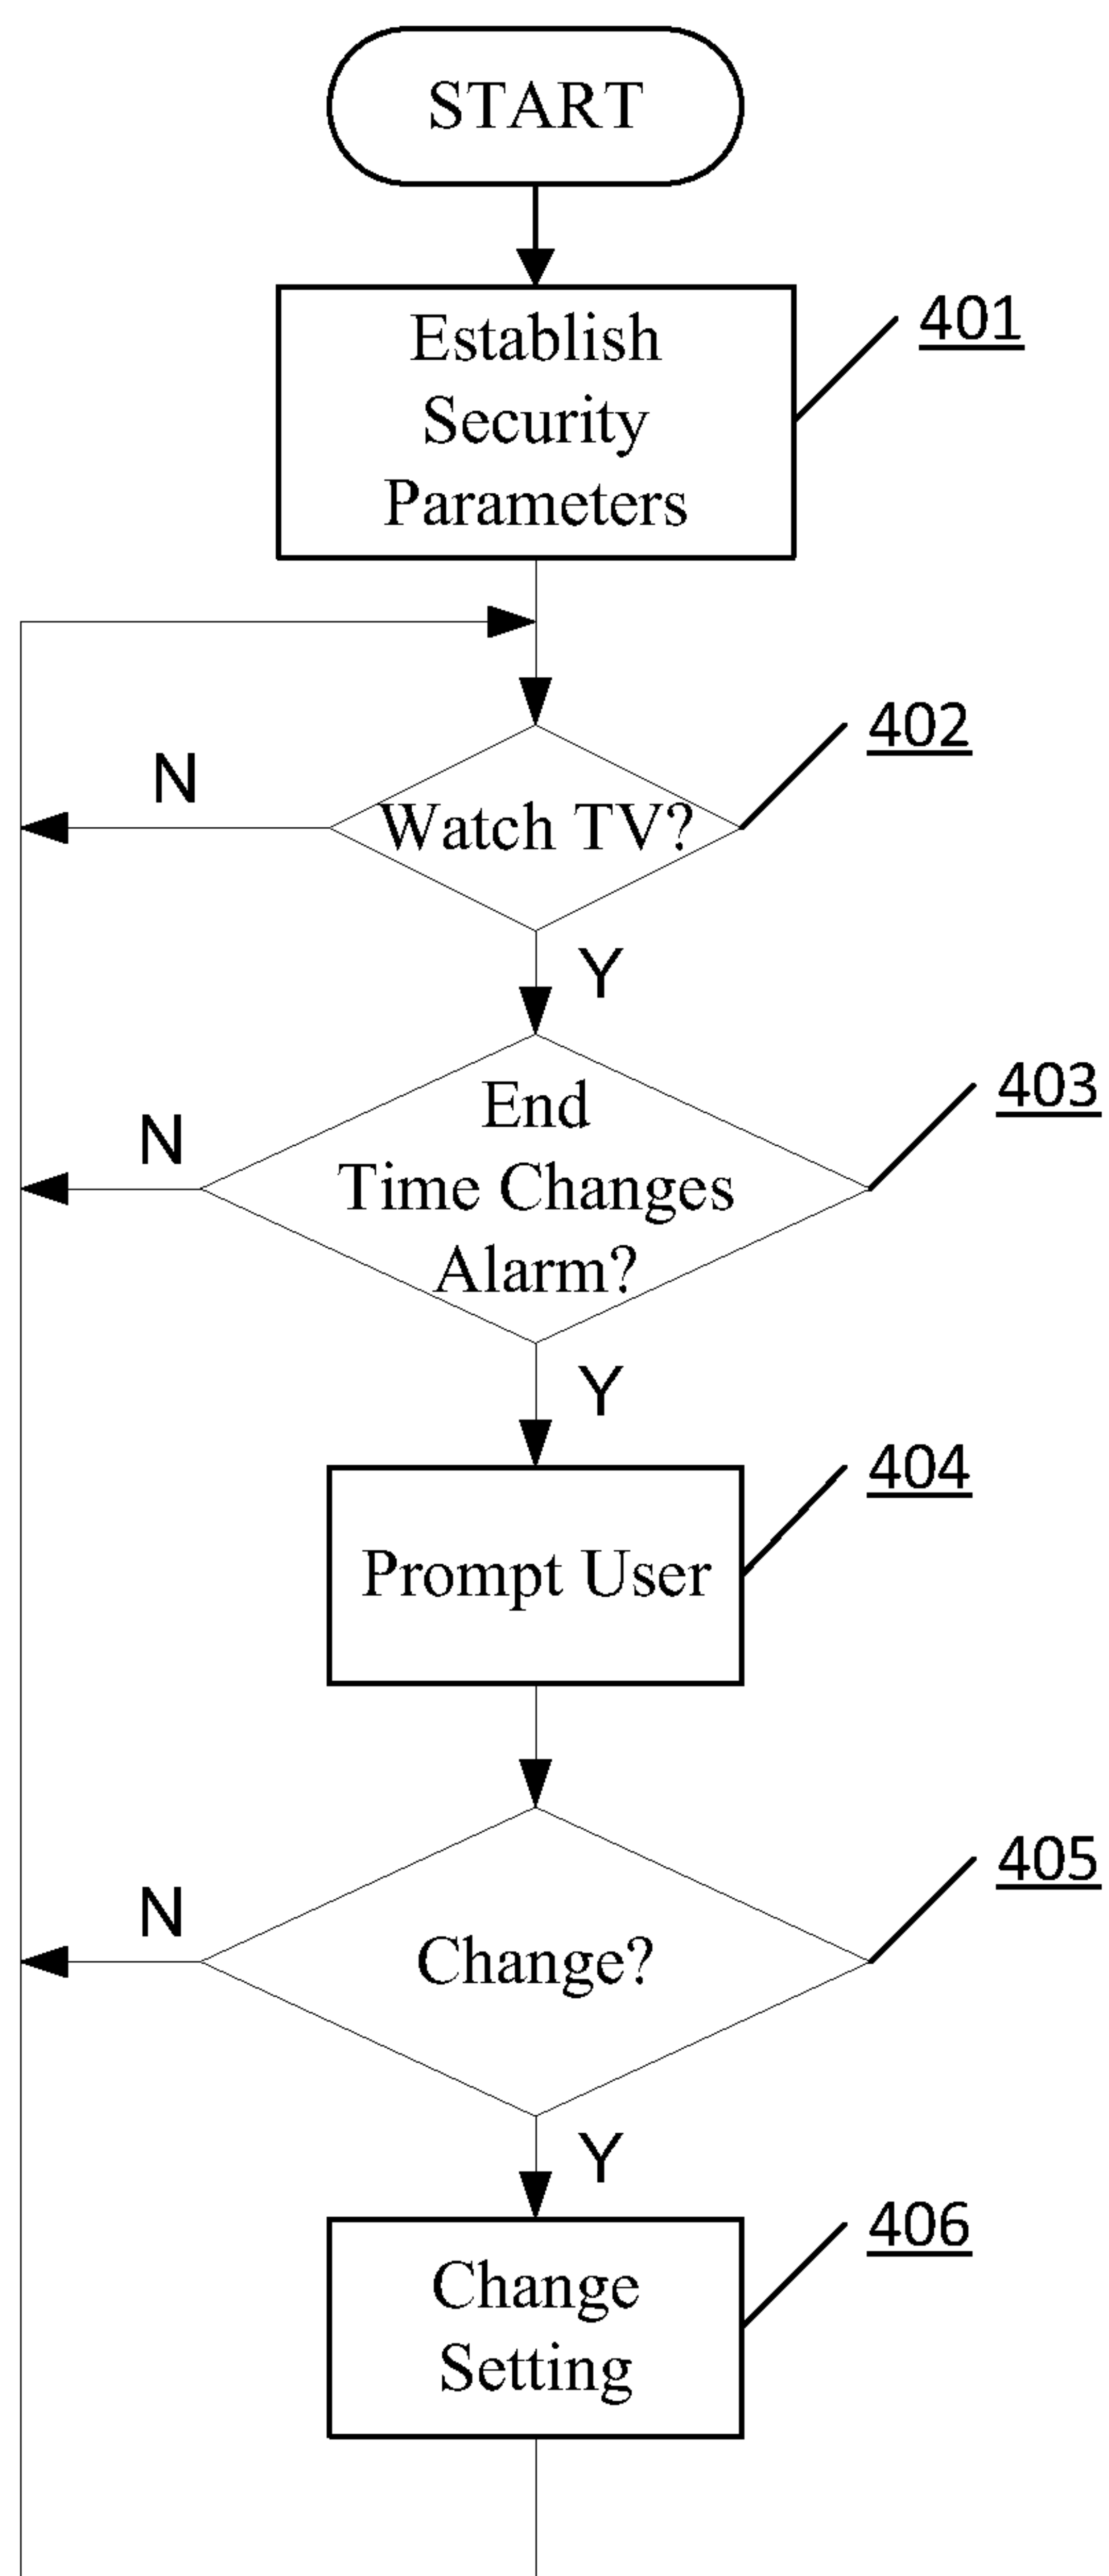 START
Establish
Security
Parameters
401
Watch TV?
402
N
Y
End
Time Changes
Alarm?
403
N
Y
Prompt User
404
Change?
405
N
Y
Change
Setting
406